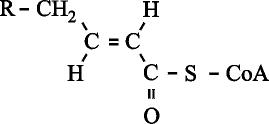 R – CH2 H
C = C
H C – S – CoA
O